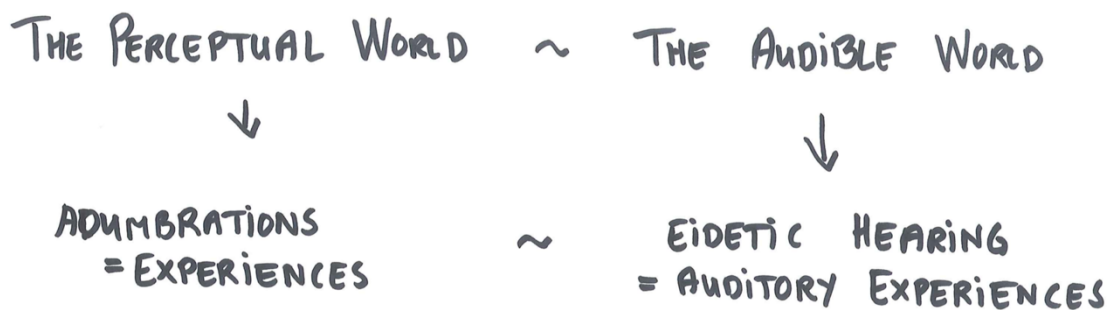 THE PERCEPTUAL WORLD ~ THE AUDIBLE WORLD
↓ ↓
ADUMBRATIONS ~ EIDETIC HEARING
= EXPERIENCES = AUDITORY EXPERIENCES